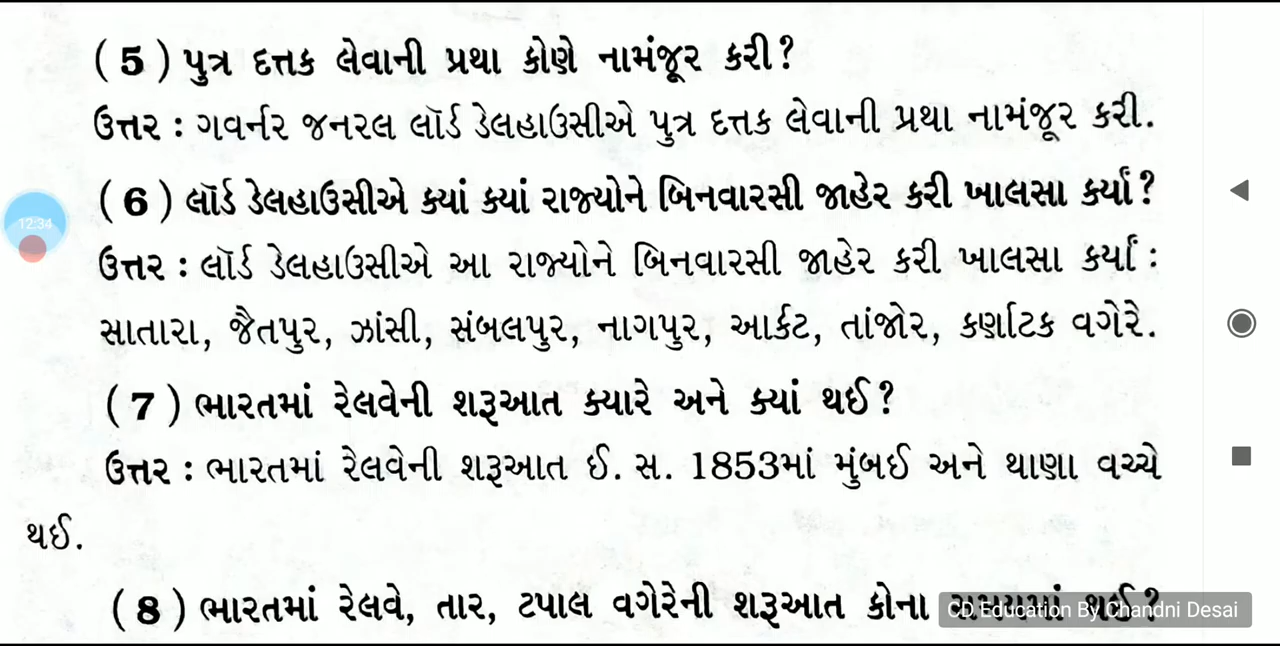 (5) પુત્ર દત્તક લેવાની પ્રથા કોણે નામંજૂર કરી?
ઉત્તર : ગવર્નર જનરલ લૉર્ડ ડેલહાઉસીએ પુત્ર દત્તક લેવાની પ્રથા નામંજૂર કરી.
(6) લૉર્ડ ડેલહાઉસીએ ક્યાં ક્યાં રાજ્યોને બિનવારસી જાહેર કરી ખાલસા કર્યાં?
12:34
ઉત્તર : લૉર્ડ ડેલહાઉસીએ આ રાજ્યોને બિનવારસી જાહેર કરી ખાલસા કર્યાં :
સાતારા, જૈતપુર, ઝાંસી, સંબલપુર, નાગપુર, આર્કટ, તાંજોર, કર્ણાટક વગેરે.
(7) ભારતમાં રેલવેની શરૂઆત ક્યારે અને ક્યાં થઈ?
ઉત્તર : ભારતમાં રેલવેની શરૂઆત ઈ. સ. 1853માં મુંબઈ અને થાણા વચ્ચે
થઈ.
(8) ભારતમાં રેલવે, તાર, ટપાલ વગેરેની શરૂઆત કોના સમયમાં થઈ?
CD Education By Chandni Desai